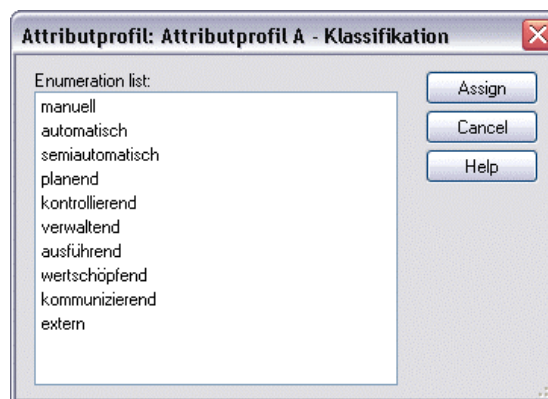 Attributprofil: Attributprofil A - Klassifikation
Enumeration list:
manuell
automatisch
semiautomatisch
planend
kontrollierend
verwaltend
ausführend
wertschöpfend
kommunizierend
extern
Assign
Cancel
Help